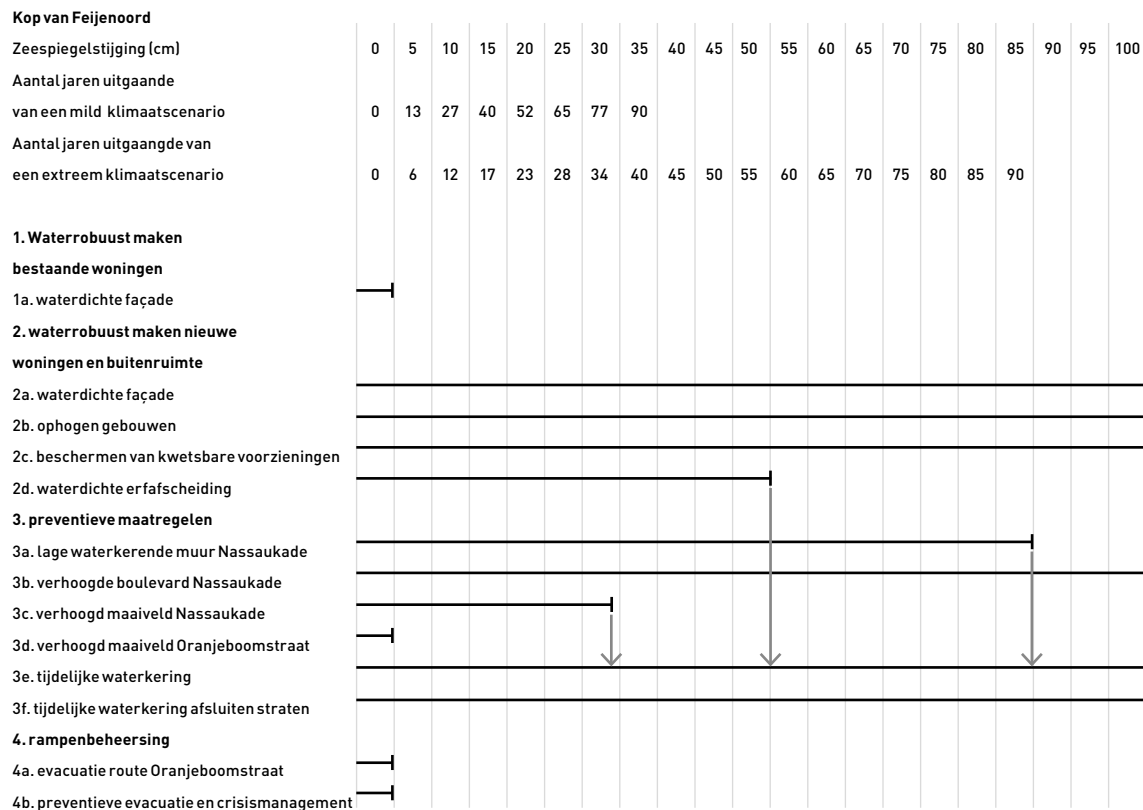 Kop van Feijenoord
Zeespiegelstijging (cm) 0 5 10 15 20 25 30 35 40 45 50 55 60 65 70 75 80 85 90 95 100
Aantal jaren uitgaande
van een mild klimaatscenario 0 13 27 40 52 65 77 90
Aantal jaren uitgaangde van
een extreem klimaatscenario 0 6 12 17 23 28 34 40 45 50 55 60 65 70 75 80 85 90
1. Waterrobuust maken
bestaande woningen
1a. waterdichte façade
2. waterrobuust maken nieuwe
woningen en buitenruimte
2a. waterdichte façade
2b. ophogen gebouwen
2c. beschermen van kwetsbare voorzieningen
2d. waterdichte erfafscheiding
3. preventieve maatregelen
3a. lage waterkerende muur Nassaukade
3b. verhoogde boulevard Nassaukade
3c. verhoogd maaiveld Nassaukade
3d. verhoogd maaiveld Oranjeboomstraat
3e. tijdelijke waterkering
3f. tijdelijke waterkering afsluiten straten
4. rampenbeheersing
4a. evacuatie route Oranjeboomstraat
4b. preventieve evacuatie en crisismanagement